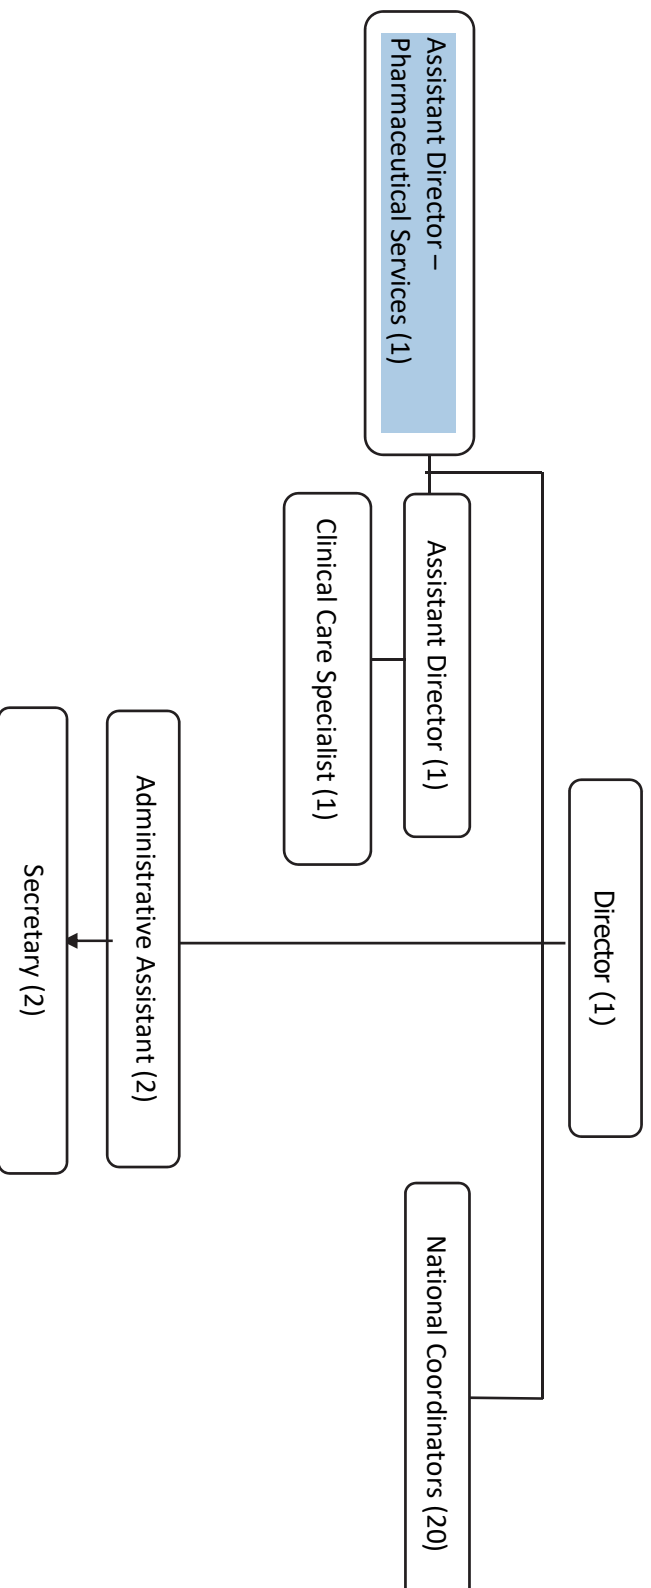 Director (1)
Assistant Director –
Pharmaceutical Services (1)
Assistant Director (1)
National Coordinators (20)
Clinical Care Specialist (1)
Administrative Assistant (2)
Secretary (2)